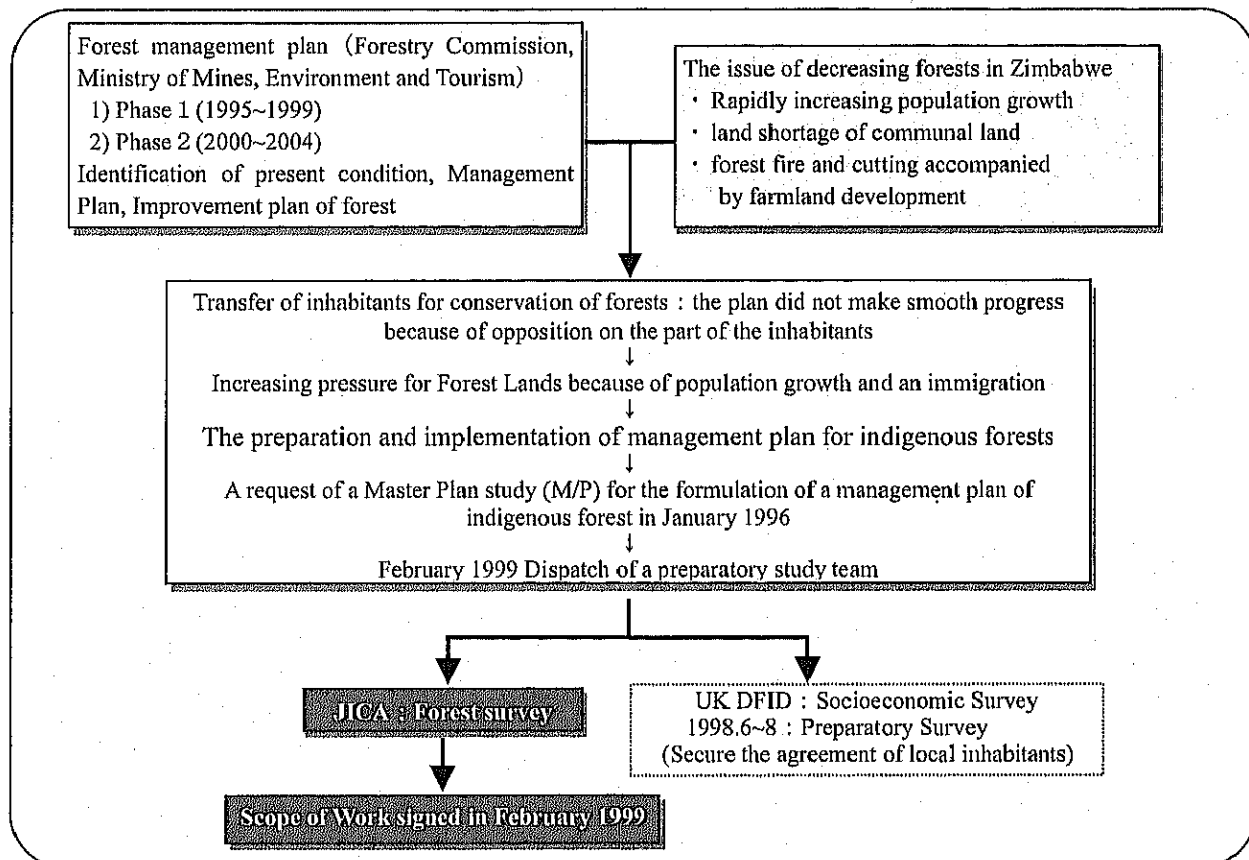 Forest management plan (Forestry Commission,
Ministry of Mines, Environment and Tourism)
1) Phase 1 (1995~1999)
2) Phase 2 (2000~2004)
Identification of present condition, Management
Plan, Improvement plan of forest
The issue of decreasing forests in Zimbabwe
・ Rapidly increasing population growth
・ land shortage of communal land
・ forest fire and cutting accompanied
by farmland development
Transfer of inhabitants for conservation of forests : the plan did not make smooth progress
because of opposition on the part of the inhabitants
↓
Increasing pressure for Forest Lands because of population growth and an immigration
↓
The preparation and implementation of management plan for indigenous forests
↓
A request of a Master Plan study (M/P) for the formulation of a management plan of
indigenous forest in January 1996
↓
February 1999 Dispatch of a preparatory study team
JICA : Forest survey
UK DFID : Socioeconomic Survey
1998.6~8 : Preparatory Survey
(Secure the agreement of local inhabitants)
Scope of Work signed in February 1999